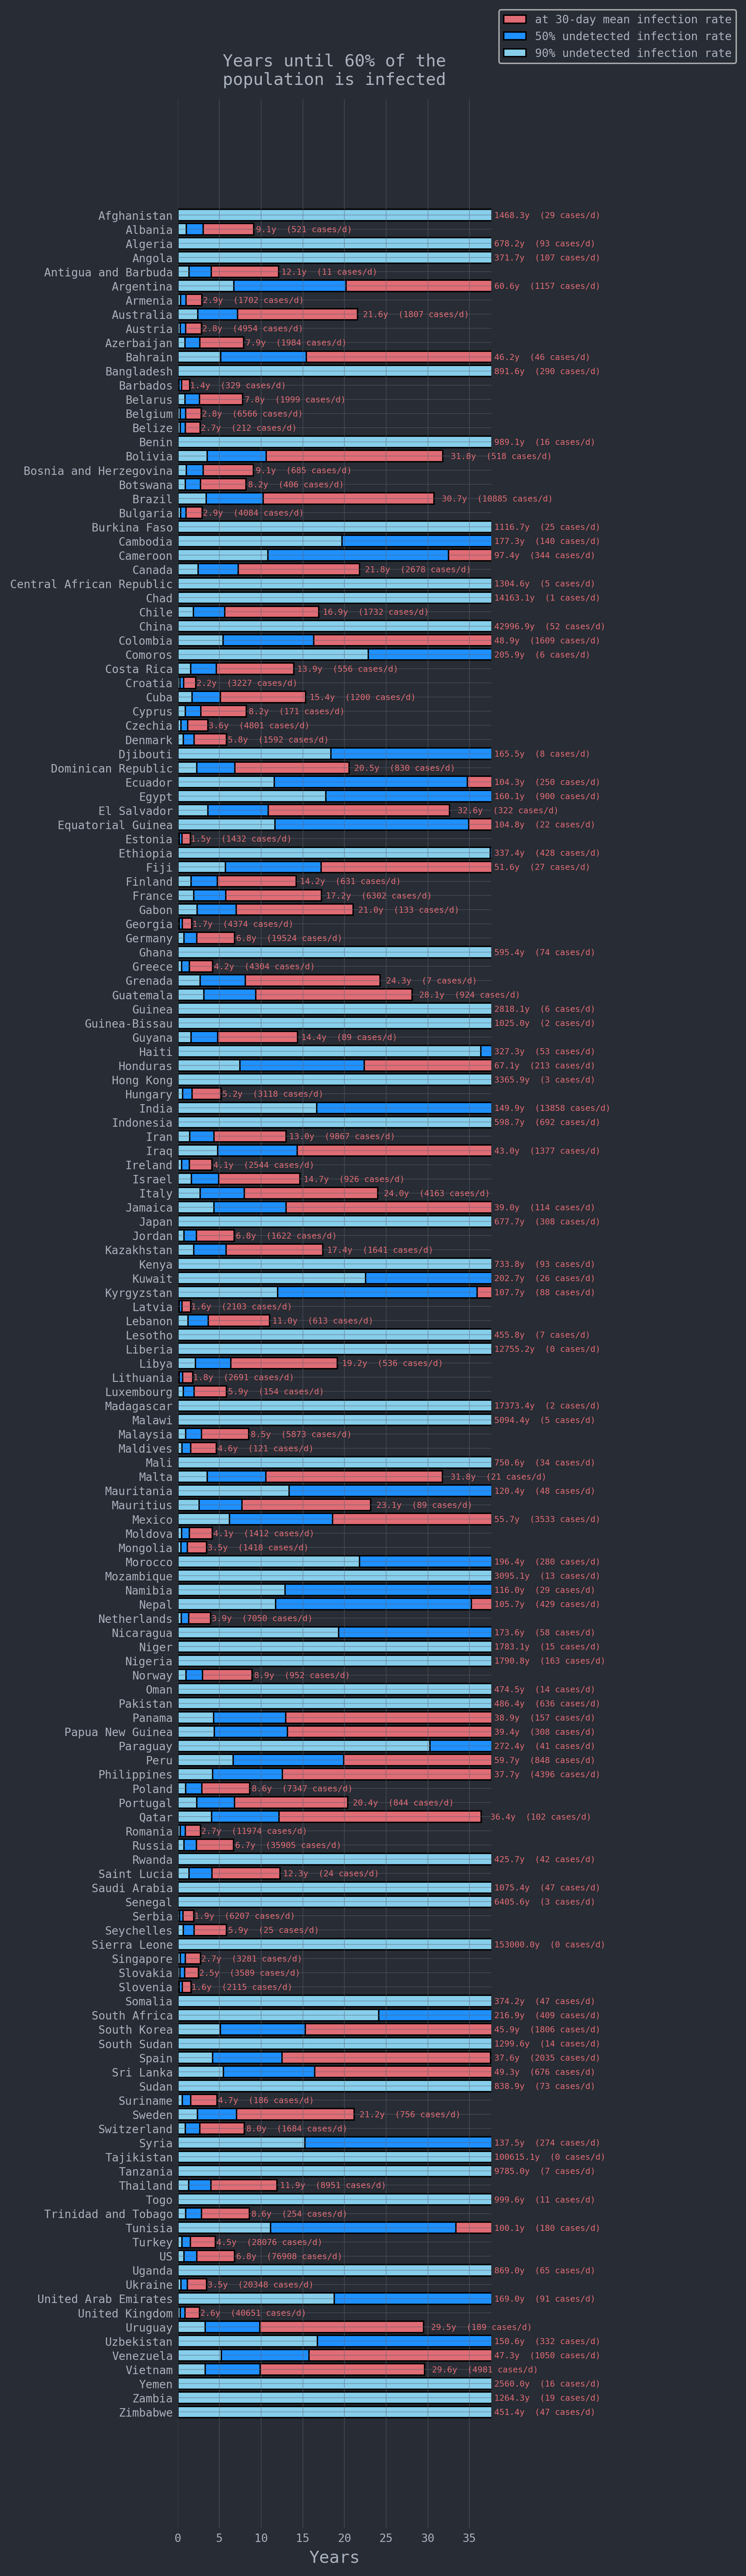 at 30-day mean infection rate
50% undetected infection rate
90% undetected infection rate
Years until 60% of the
population is infected
Afghanistan 1468.3y (29 cases/d)
Albania 9.1y (521 cases/d)
Algeria 678.2y (93 cases/d)
Angola 371.7y (107 cases/d)
Antigua and Barbuda 12.1y (11 cases/d)
Argentina 60.6y (1157 cases/d)
Armenia 2.9y (1702 cases/d)
Australia 21.6y (1807 cases/d)
Austria 2.8y (4954 cases/d)
Azerbaijan 7.9y (1984 cases/d)
Bahrain 46.2y (46 cases/d)
Bangladesh 891.6y (290 cases/d)
Barbados 1.4y (329 cases/d)
Belarus 7.8y (1999 cases/d)
Belgium 2.8y (6566 cases/d)
Belize 2.7y (212 cases/d)
Benin 989.1y (16 cases/d)
Bolivia 31.8y (518 cases/d)
Bosnia and Herzegovina 9.1y (685 cases/d)
Botswana 8.2y (406 cases/d)
Brazil 30.7y (10885 cases/d)
Bulgaria 2.9y (4084 cases/d)
Burkina Faso 1116.7y (25 cases/d)
Cambodia 177.3y (140 cases/d)
Cameroon 97.4y (344 cases/d)
Canada 21.8y (2678 cases/d)
Central African Republic 1304.6y (5 cases/d)
Chad 14163.1y (1 cases/d)
Chile 16.9y (1732 cases/d)
China 42996.9y (52 cases/d)
Colombia 48.9y (1609 cases/d)
Comoros 205.9y (6 cases/d)
Costa Rica 13.9y (556 cases/d)
Croatia 2.2y (3227 cases/d)
Cuba 15.4y (1200 cases/d)
Cyprus 8.2y (171 cases/d)
Czechia 3.6y (4801 cases/d)
Denmark 5.8y (1592 cases/d)
Djibouti 165.5y (8 cases/d)
Dominican Republic 20.5y (830 cases/d)
Ecuador 104.3y (250 cases/d)
Egypt 160.1y (900 cases/d)
El Salvador 32.6y (322 cases/d)
Equatorial Guinea 104.8y (22 cases/d)
Estonia 1.5y (1432 cases/d)
Ethiopia 337.4y (428 cases/d)
Fiji 51.6y (27 cases/d)
Finland 14.2y (631 cases/d)
France 17.2y (6302 cases/d)
Gabon 21.0y (133 cases/d)
Georgia 1.7y (4374 cases/d)
Germany 6.8y (19524 cases/d)
Ghana 595.4y (74 cases/d)
Greece 4.2y (4304 cases/d)
Grenada 24.3y (7 cases/d)
Guatemala 28.1y (924 cases/d)
Guinea 2818.1y (6 cases/d)
Guinea-Bissau 1025.0y (2 cases/d)
Guyana 14.4y (89 cases/d)
Haiti 327.3y (53 cases/d)
Honduras 67.1y (213 cases/d)
Hong Kong 3365.9y (3 cases/d)
Hungary 5.2y (3118 cases/d)
India 149.9y (13858 cases/d)
Indonesia 598.7y (692 cases/d)
Iran 13.0y (9867 cases/d)
Iraq 43.0y (1377 cases/d)
Ireland 4.1y (2544 cases/d)
Israel 14.7y (926 cases/d)
Italy 24.0y (4163 cases/d)
Jamaica 39.0y (114 cases/d)
Japan 677.7y (308 cases/d)
Jordan 6.8y (1622 cases/d)
Kazakhstan 17.4y (1641 cases/d)
Kenya 733.8y (93 cases/d)
Kuwait 202.7y (26 cases/d)
Kyrgyzstan 107.7y (88 cases/d)
Latvia 1.6y (2103 cases/d)
Lebanon 11.0y (613 cases/d)
Lesotho 455.8y (7 cases/d)
Liberia 12755.2y (0 cases/d)
Libya 19.2y (536 cases/d)
Lithuania 1.8y (2691 cases/d)
Luxembourg 5.9y (154 cases/d)
Madagascar 17373.4y (2 cases/d)
Malawi 5094.4y (5 cases/d)
Malaysia 8.5y (5873 cases/d)
Maldives 4.6y (121 cases/d)
Mali 750.6y (34 cases/d)
Malta 31.8y (21 cases/d)
Mauritania 120.4y (48 cases/d)
Mauritius 23.1y (89 cases/d)
Mexico 55.7y (3533 cases/d)
Moldova 4.1y (1412 cases/d)
Mongolia 3.5y (1418 cases/d)
Morocco 196.4y (280 cases/d)
Mozambique 3095.1y (13 cases/d)
Namibia 116.0y (29 cases/d)
Nepal 105.7y (429 cases/d)
Netherlands 3.9y (7050 cases/d)
Nicaragua 173.6y (58 cases/d)
Niger 1783.1y (15 cases/d)
Nigeria 1790.8y (163 cases/d)
Norway 8.9y (952 cases/d)
Oman 474.5y (14 cases/d)
Pakistan 486.4y (636 cases/d)
Panama 38.9y (157 cases/d)
Papua New Guinea 39.4y (308 cases/d)
Paraguay 272.4y (41 cases/d)
Peru 59.7y (848 cases/d)
Philippines 37.7y (4396 cases/d)
Poland 8.6y (7347 cases/d)
Portugal 20.4y (844 cases/d)
Qatar 36.4y (102 cases/d)
Romania 2.7y (11974 cases/d)
Russia 6.7y (35905 cases/d)
Rwanda 425.7y (42 cases/d)
Saint Lucia 12.3y (24 cases/d)
Saudi Arabia 1075.4y (47 cases/d)
Senegal 6405.6y (3 cases/d)
Serbia 1.9y (6207 cases/d)
Seychelles 5.9y (25 cases/d)
Sierra Leone 153000.0y (0 cases/d)
Singapore 2.7y (3281 cases/d)
Slovakia 2.5y (3589 cases/d)
Slovenia 1.6y (2115 cases/d)
Somalia 374.2y (47 cases/d)
South Africa 216.9y (409 cases/d)
South Korea 45.9y (1806 cases/d)
South Sudan 1299.6y (14 cases/d)
Spain 37.6y (2035 cases/d)
Sri Lanka 49.3y (676 cases/d)
Sudan 838.9y (73 cases/d)
Suriname 4.7y (186 cases/d)
Sweden 21.2y (756 cases/d)
Switzerland 8.0y (1684 cases/d)
Syria 137.5y (274 cases/d)
Tajikistan 100615.1y (0 cases/d)
Tanzania 9785.0y (7 cases/d)
Thailand 11.9y (8951 cases/d)
Togo 999.6y (11 cases/d)
Trinidad and Tobago 8.6y (254 cases/d)
Tunisia 100.1y (180 cases/d)
Turkey 4.5y (28076 cases/d)
US 6.8y (76908 cases/d)
Uganda 869.0y (65 cases/d)
Ukraine 3.5y (20348 cases/d)
United Arab Emirates 169.0y (91 cases/d)
United Kingdom 2.6y (40651 cases/d)
Uruguay 29.5y (189 cases/d)
Uzbekistan 150.6y (332 cases/d)
Venezuela 47.3y (1050 cases/d)
Vietnam 29.6y (4981 cases/d)
Yemen 2560.0y (16 cases/d)
Zambia 1264.3y (19 cases/d)
Zimbabwe 451.4y (47 cases/d)
0 5 10 15 20 25 30 35
Years